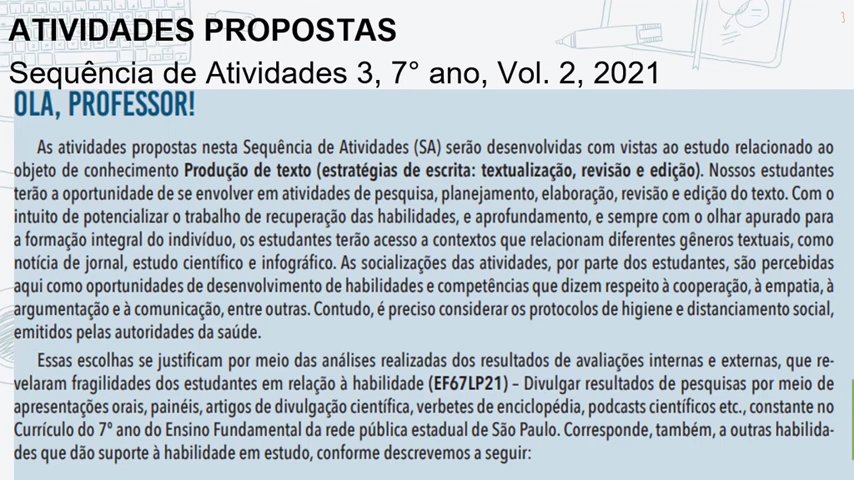 ATIVIDADES PROPOSTAS
3
Sequência de Atividades 3, 7° ano, Vol. 2, 2021
OLA, PROFESSOR!
As atividades propostas nesta Sequência de Atividades (SA) serão desenvolvidas com vistas ao estudo relacionado ao
objeto de conhecimento Produção de texto (estratégias de escrita: textualização, revisão e edição). Nossos estudantes
terão a oportunidade de se envolver em atividades de pesquisa, planejamento, elaboração, revisão e edição do texto. Com o
intuito de potencializar o trabalho de recuperação das habilidades, e aprofundamento, e sempre com o olhar apurado para
a formação integral do indivíduo, os estudantes terão acesso a contextos que relacionam diferentes gêneros textuais, como
notícia de jornal, estudo científico e infográfico. As socializações das atividades, por parte dos estudantes, são percebidas
aqui como oportunidades de desenvolvimento de habilidades e competências que dizem respeito à cooperação, à empatia, à
argumentação e à comunicação, entre outras. Contudo, é preciso considerar os protocolos de higiene e distanciamento social,
emitidos pelas autoridades da saúde.
Essas escolhas se justificam por meio das análises realizadas dos resultados de avaliações internas e externas, que re-
velaram fragilidades dos estudantes em relação à habilidade (EF67LP21) – Divulgar resultados de pesquisas por meio de
apresentações orais, painéis, artigos de divulgação científica, verbetes de enciclopédia, podcasts científicos etc., constante no
Currículo do 7º ano do Ensino Fundamental da rede pública estadual de São Paulo. Corresponde, também, a outras habilida-
des que dão suporte à habilidade em estudo, conforme descrevemos a seguir: